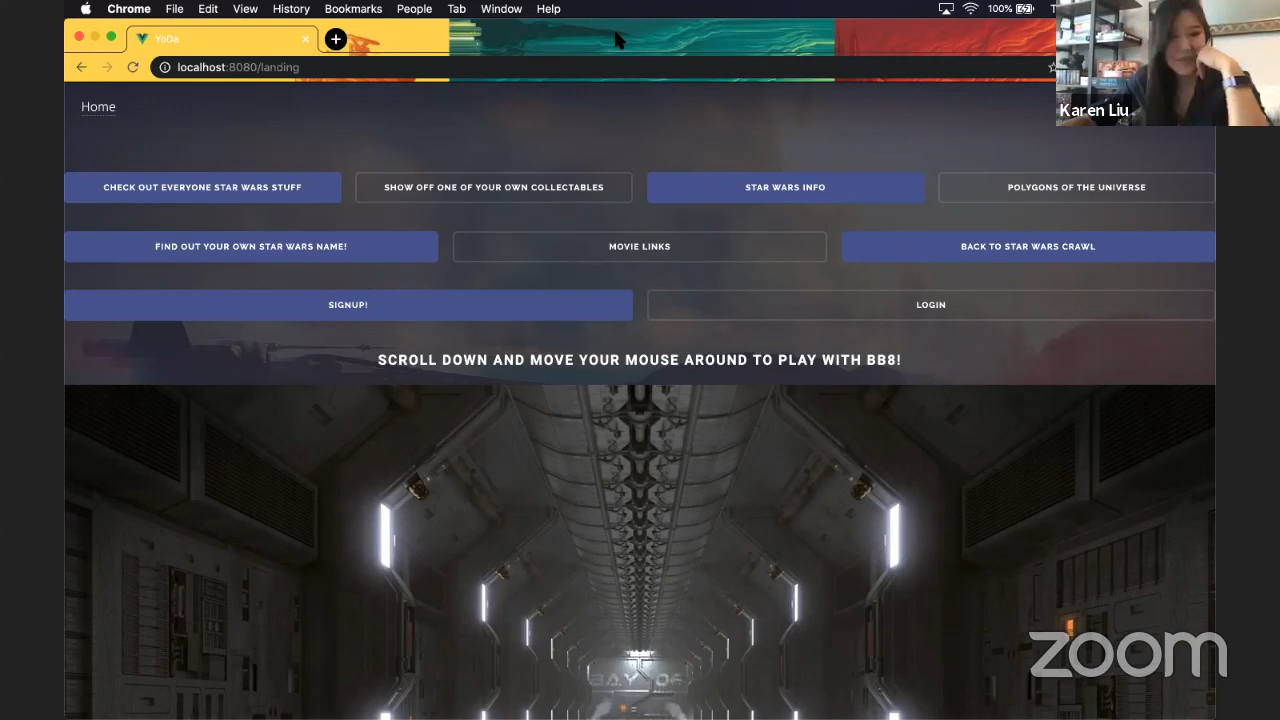 Chrome File Edit View History Bookmarks People Tab Window Help 100%
YoDa
localhost:8080/landing
Karen Liu
Home
CHECK OUT EVERYONE STAR WARS STUFF SHOW OFF ONE OF YOUR OWN COLLECTABLES STAR WARS INFO POLYGONS OF THE UNIVERSE
FIND OUT YOUR OWN STAR WARS NAME! MOVIE LINKS BACK TO STAR WARS CRAWL
SIGNUP! LOGIN
SCROLL DOWN AND MOVE YOUR MOUSE AROUND TO PLAY WITH BB8!
zoom
BAY 06